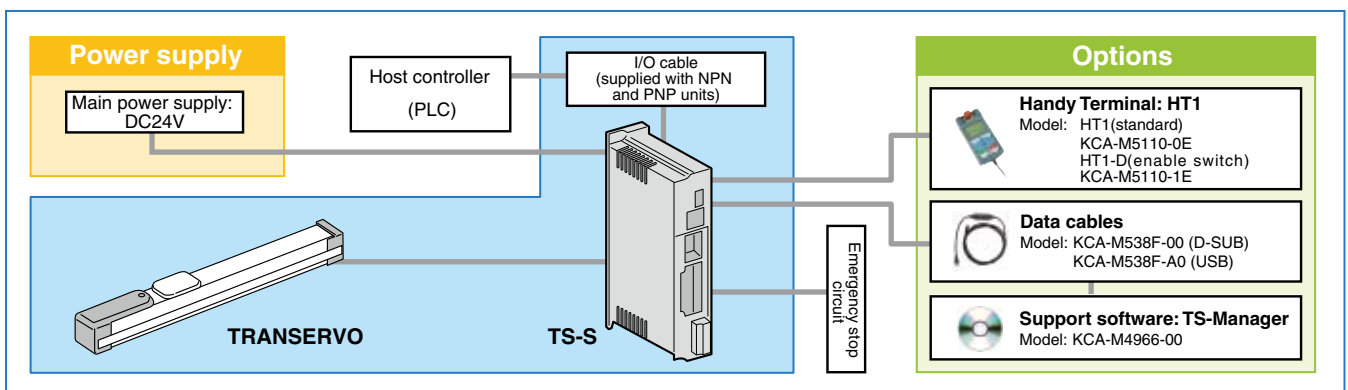 Power supply
Main power supply:
DC24V
Host controller
(PLC)
I/O cable
(supplied with NPN
and PNP units)
TRANSERVO
TS-S
Emergency stop
circuit
Options
Handy Terminal: HT1
Model: HT1(standard)
KCA-M5110-0E
HT1-D(enable switch)
KCA-M5110-1E
Data cables
Model: KCA-M538F-00 (D-SUB)
KCA-M538F-A0 (USB)
Support software: TS-Manager
Model: KCA-M4966-00